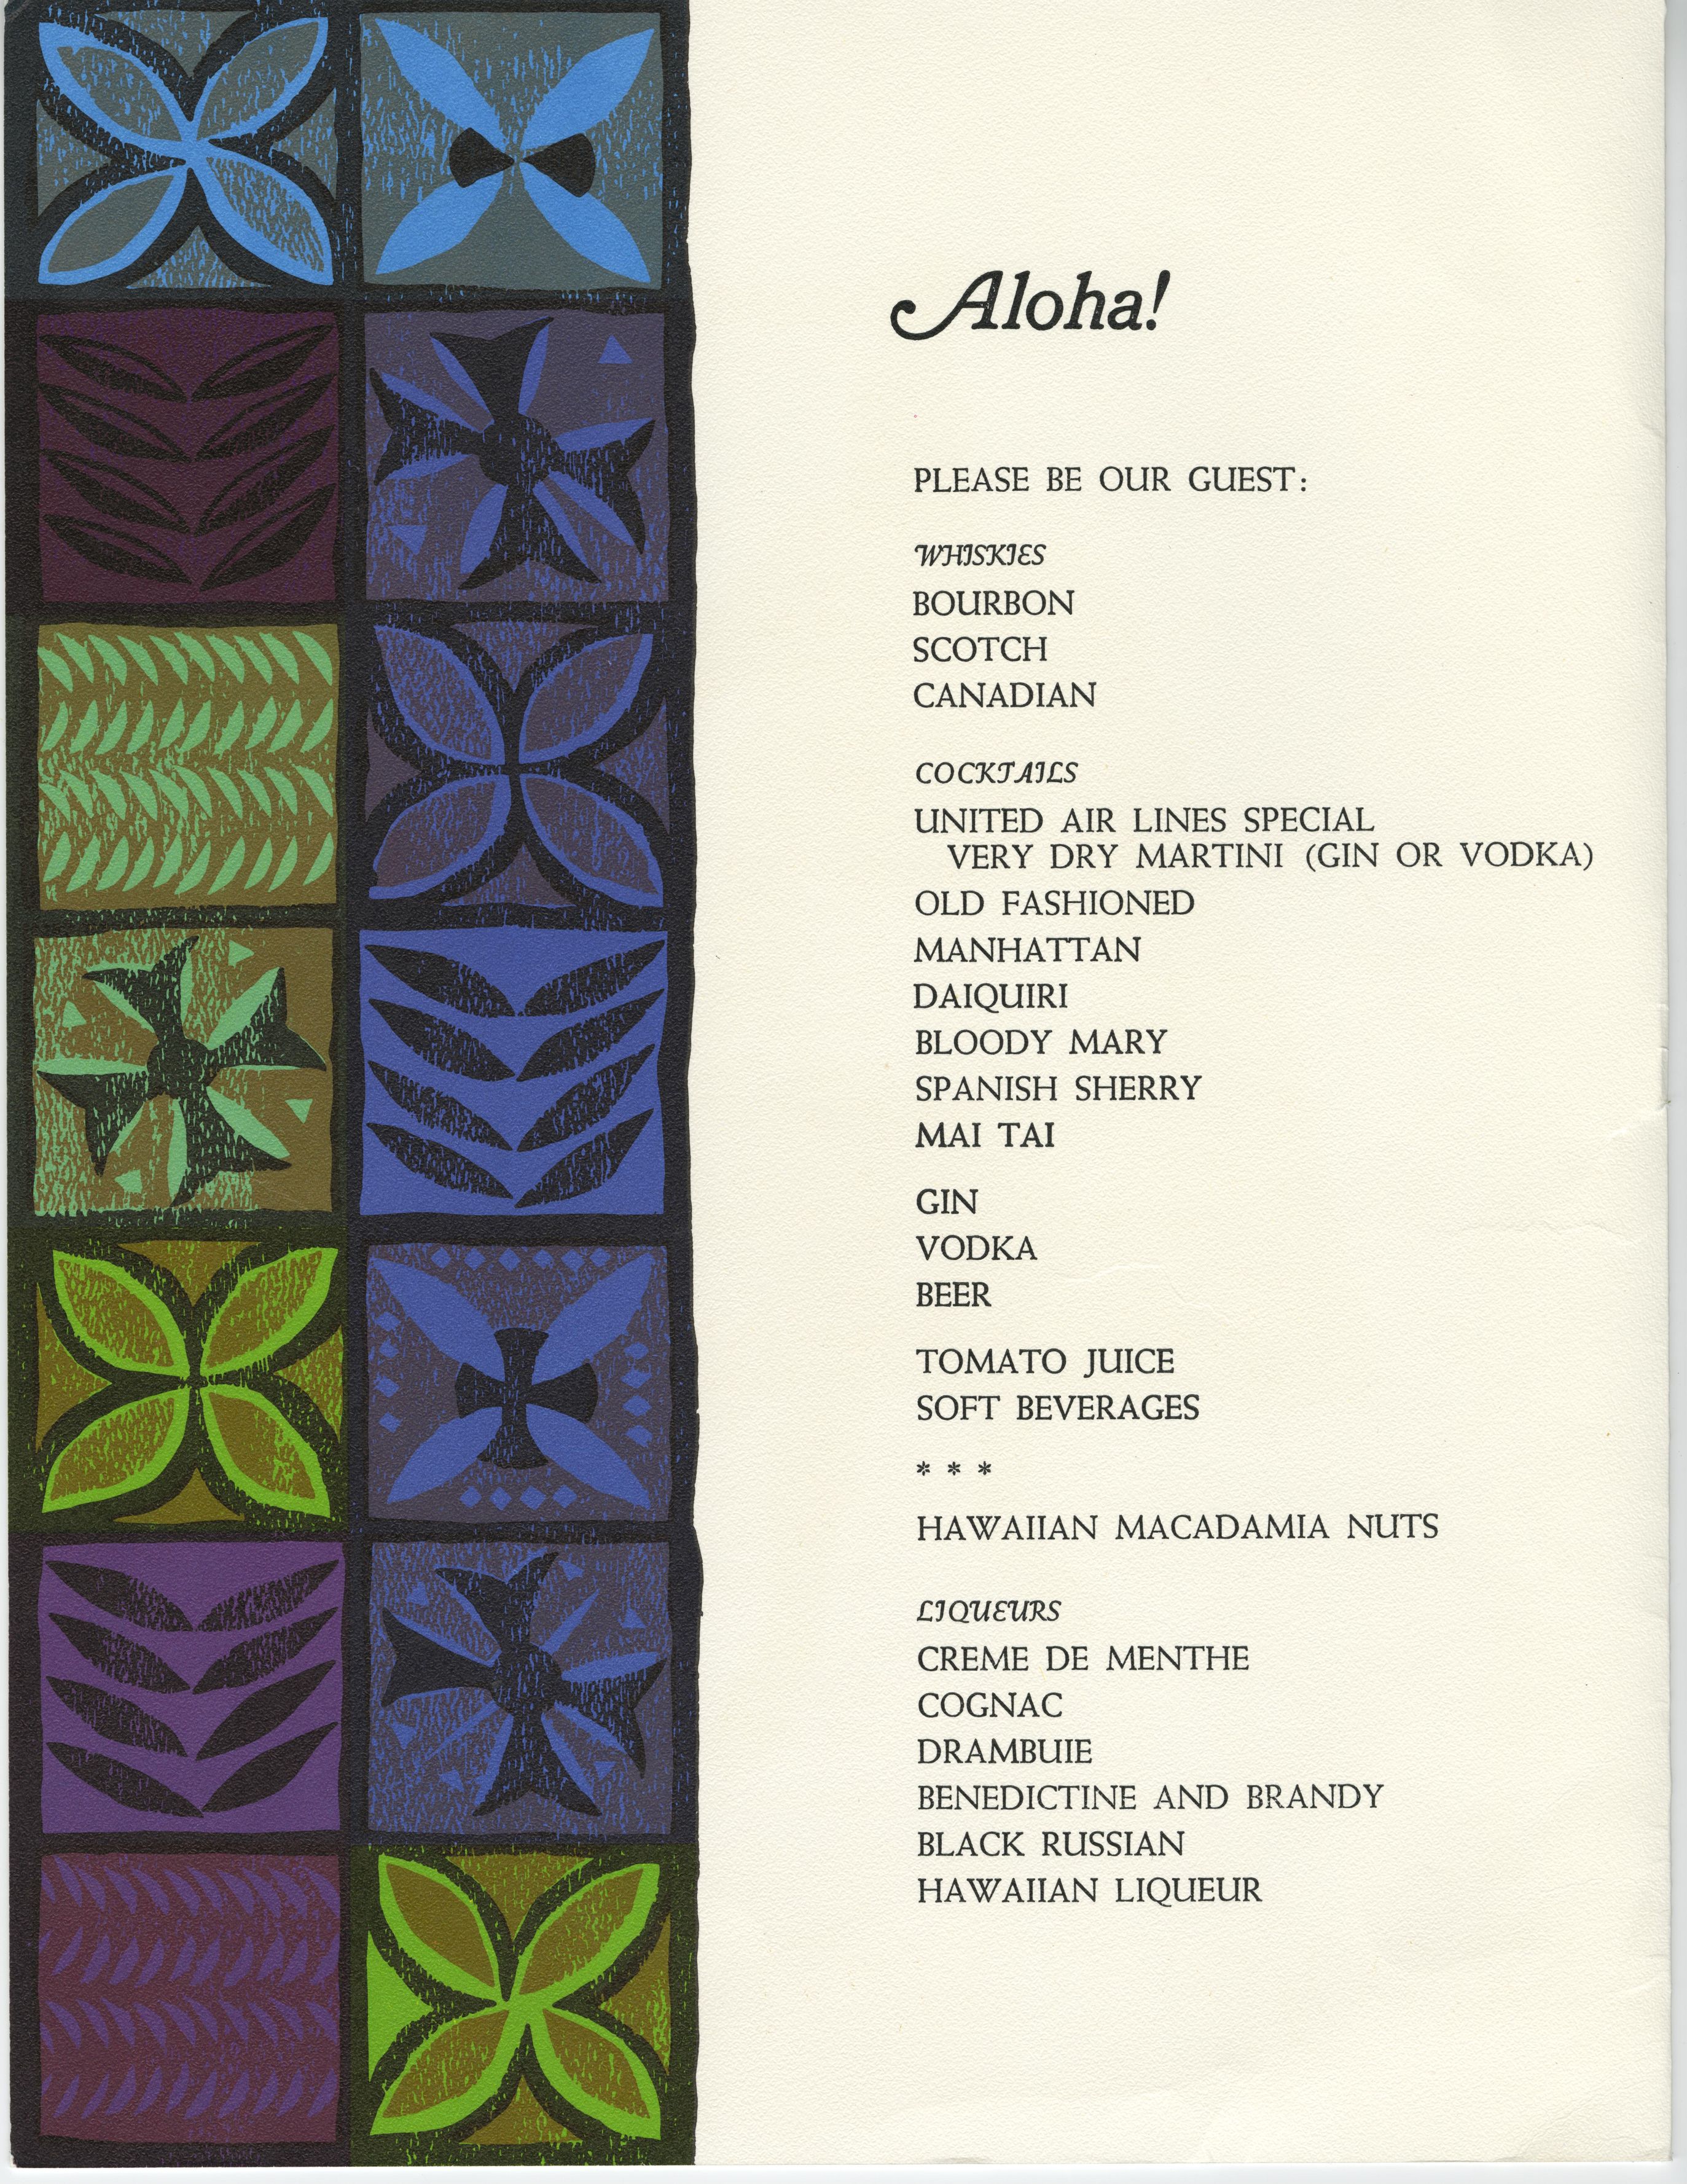 Aloha!
PLEASE BE OUR GUEST:
WHISKIES
BOURBON
SCOTCH
CANADIAN
COCKTAILS
UNITED AIR LINES SPECIAL
VERY DRY MARTINI (GIN OR VODKA)
OLD FASHIONED
MANHATTAN
DAIQUIRI
BLOODY MARY
SPANISH SHERRY
MAI TAI
GIN
VODKA
BEER
TOMATO JUICE
SOFT BEVERAGES
* * *
HAWAIIAN MACADAMIA NUTS
LIQUEURS
CREME DE MENTHE
COGNAC
DRAMBUIE
BENEDICTINE AND BRANDY
BLACK RUSSIAN
HAWAIIAN LIQUEUR